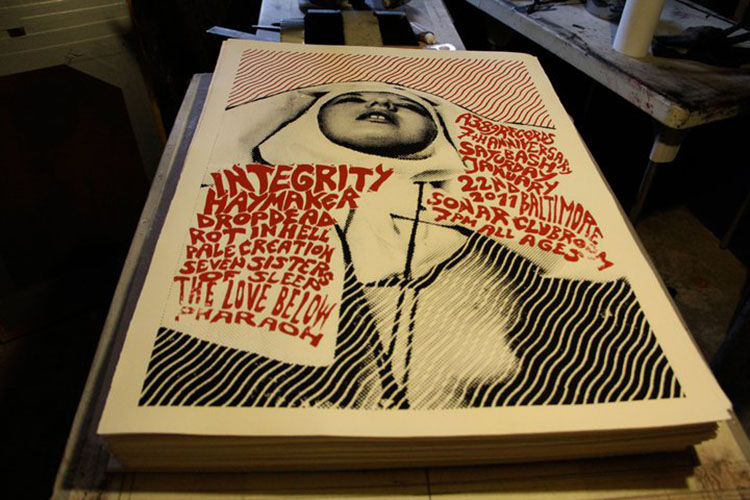 INTEGRITY
HAYMAKER
DROPDEAD
ROT IN HELL
PALE CREATION
SEVEN SISTERS
OF SLEEP
THE LOVE BELOW
PHARAOH
A389 RECORDS
7TH ANNIVERSARY
BASH
SATURDAY
JANUARY
22ND
2011 BALTIMORE
SONAR CLUBROOM
7PM ALL AGES